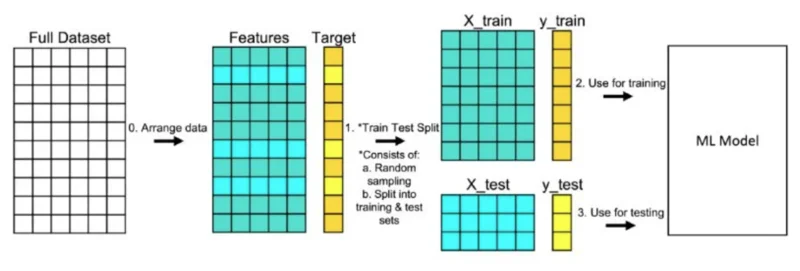 Full Dataset
0. Arrange data
Features
Target
1. *Train Test Split
*Consists of:
a. Random
sampling
b. Split into
training & test
sets
X_train
y_train
2. Use for training
X_test
y_test
3. Use for testing
ML Model